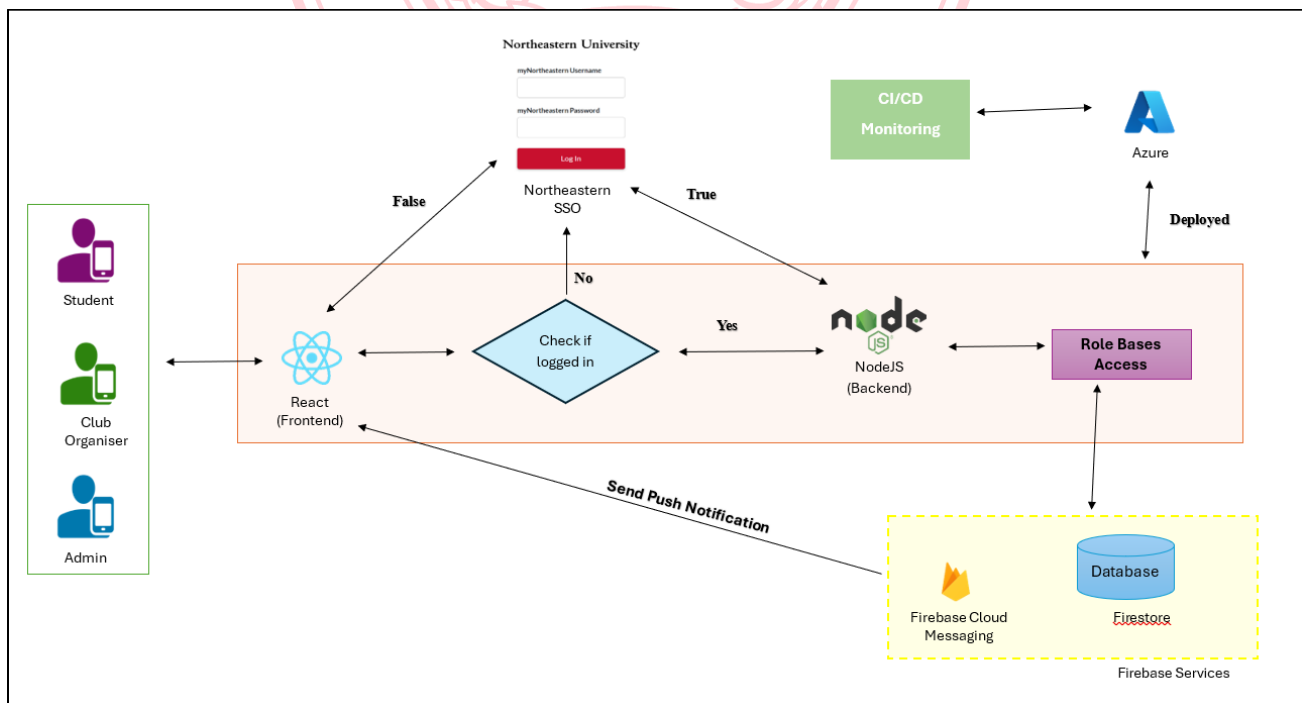 Northeastern University
myNortheastern Username
myNortheastern Password
Log In
Northeastern
SSO
CI/CD
Monitoring
Azure
False
True
Deployed
Student
Club
Organiser
Admin
No
Check if
logged in
Yes
node
JS
NodeJS
(Backend)
Role Bases
Access
React
(Frontend)
Send Push Notification
Database
Firestore
Firebase Cloud
Messaging
Firebase Services